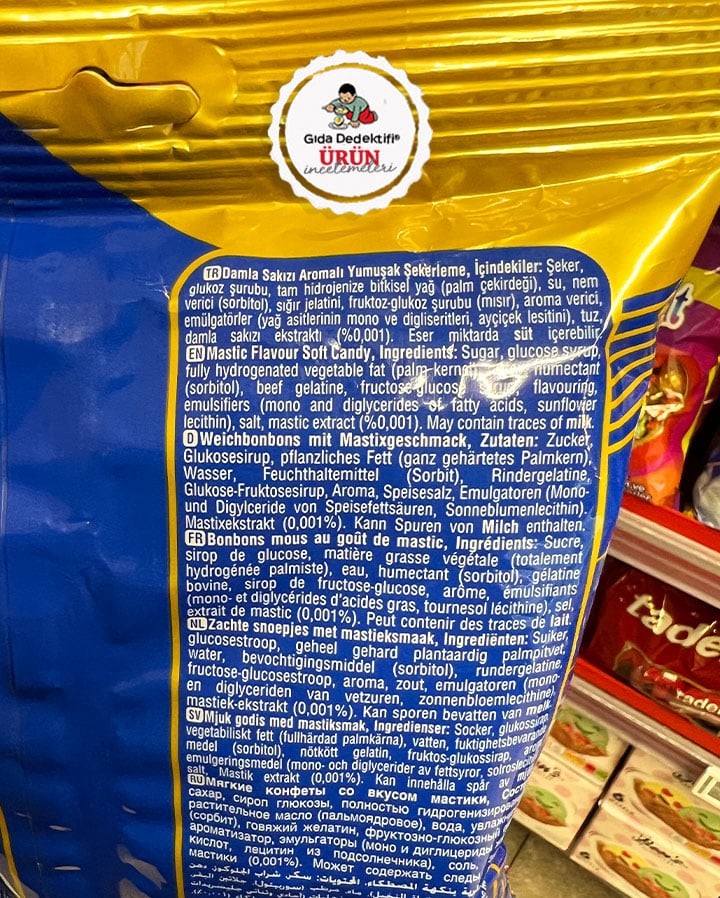 Gıda Dedektifi®
ÜRÜN
incelemeleri
TR Damla Sakızı Aromalı Yumuşak Şekerleme, İçindekiler: Şeker,
glukoz şurubu, tam hidrojenize bitkisel yağ (palm çekirdeği), su, nem
verici (sorbitol), sığır jelatini, fruktoz-glukoz şurubu (mısır), aroma verici,
emülgatörler (yağ asitlerinin mono ve digliseritleri, ayçiçek lesitini), tuz,
damla sakızı ekstraktı (%0,001). Eser miktarda süt içerebilir.
EN Mastic Flavour Soft Candy, Ingredients: Sugar, glucose syrup,
fully hydrogenated vegetable fat (palm kernel), humectant
(sorbitol), beef gelatine, fructose-glucose syrup, flavouring,
emulsifiers (mono and diglycerides of fatty acids, sunflower
lecithin), salt, mastic extract (%0,001). May contain traces of milk.
D Weichbonbons mit Mastixgeschmack, Zutaten: Zucker,
Glukosesirup, pflanzliches Fett (ganz gehärtetes Palmkern),
Wasser, Feuchthaltemittel (Sorbit), Rindergelatine,
Glukose-Fruktosesirup, Aroma, Speisesalz, Emulgatoren (Mono-
und Digylceride von Speisefettsäuren, Sonneblumenlecithin).
Mastixekstrakt (0,001%). Kann Spuren von Milch enthalten.
FR Bonbons mous au goût de mastic, Ingrédients: Sucre,
sirop de glucose, matière grasse végétale (totalement
hydrogénée palmiste), eau, humectant (sorbitol), gélatine
bovine, sirop de fructose-glucose, arôme, émulsifiants
(mono- et diglycérides d'acides gras, tournesol lécithine), sel,
extrait de mastic (0,001%). Peut contenir des traces de lait.
NL Zachte snoepjes met mastieksmaak, Ingrediënten: Suiker,
glucosestroop, geheel gehard plantaardig palmpitvet,
water, bevochtigingsmiddel (sorbitol), rundergelatine,
fructose-glucosestroop, aroma, zout, emulgatoren (mono-
en diglyceriden van vetzuren, zonnenbloemlecithine),
mastiek-ekstrakt (0,001%). Kan sporen bevatten van melk.
SV Mjuk godis med mastiksmak, Ingredienser: Socker, glukossirap,
vegetabiliskt fett (fullhärdad palmkärna), vatten, fuktighetsbevarande
medel (sorbitol), nötkött gelatin, fruktos-glukossirap,
emulgeringsmedel (mono- och diglycerider av fettsyror,
salt, Mastik extrakt (0,001%). Kan innehålla spår av
RU Мягкие конфеты со вкусом мастики,
сахар, сироп глюкозы, полностью
растительное масло (пальмоядровое), вода,
(сорбит), говяжий желатин, фруктозно-глюкозный
ароматизатор, эмульгаторы (моно и диглицериды
кислот, лецитин из подсолнечника), соль,
мастики (0,001%). Может содержать следы